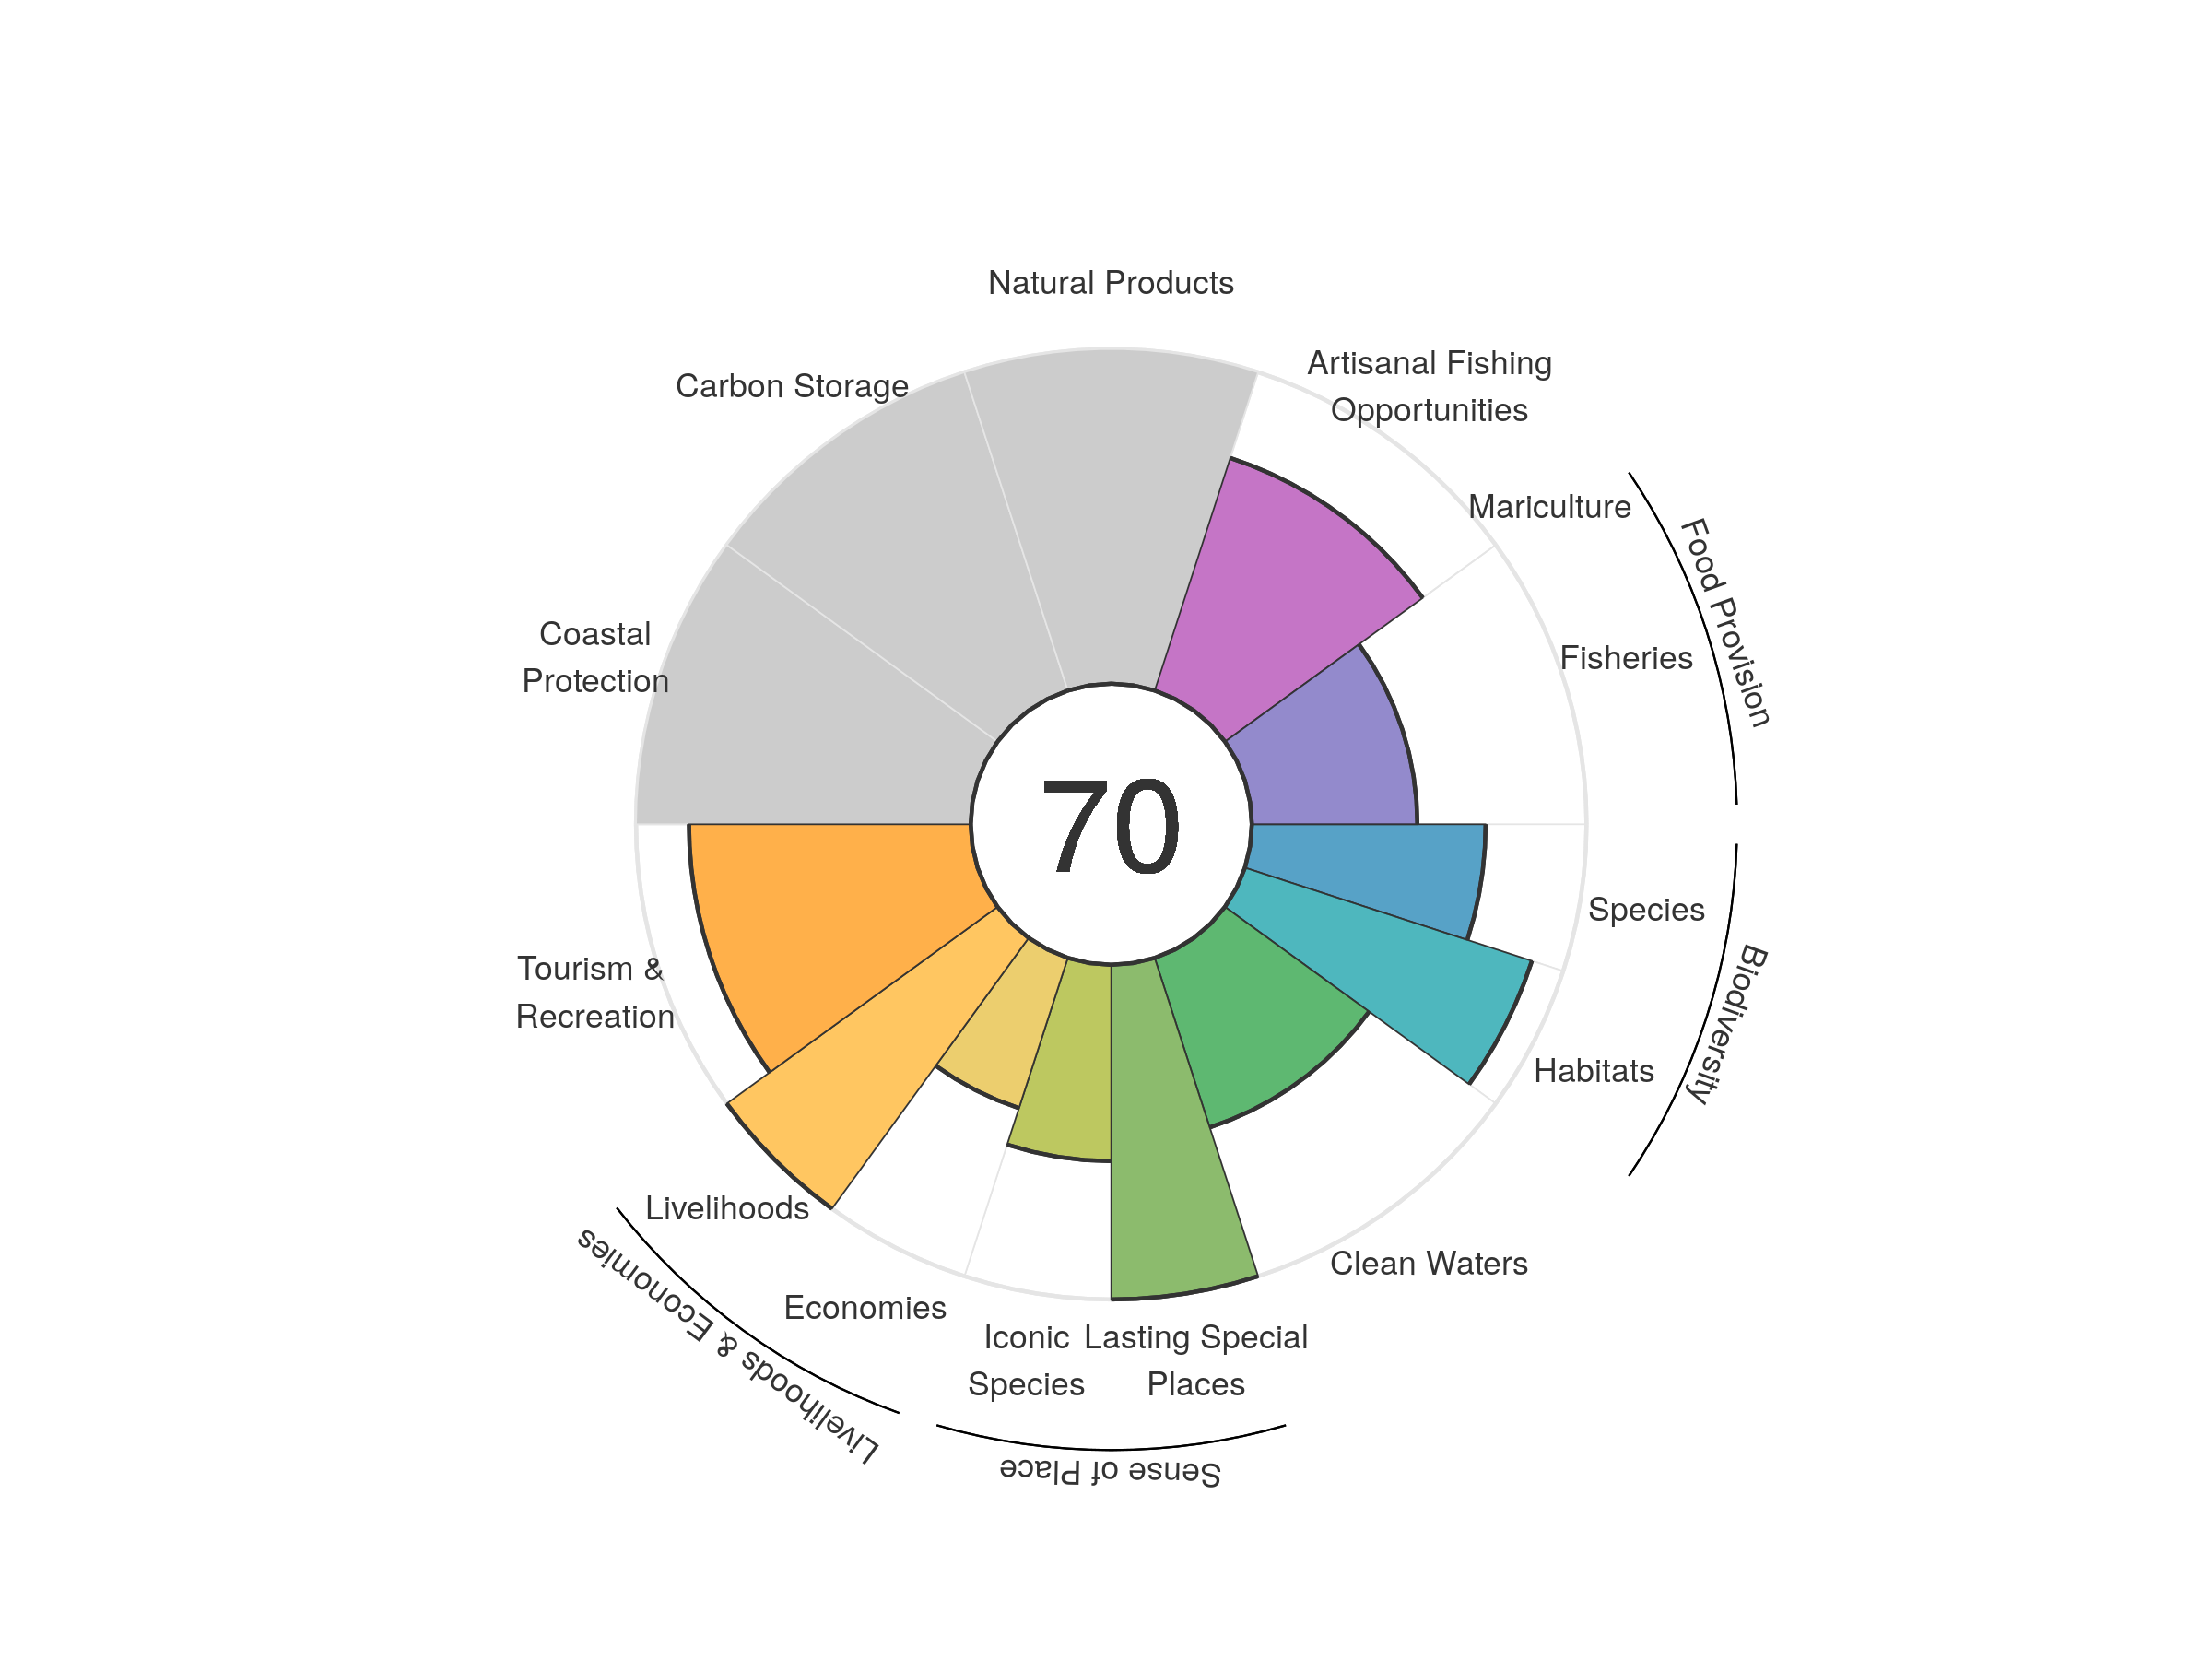 Natural Products
Artisanal Fishing
Opportunities
Carbon Storage
Mariculture
Food Provision
Fisheries
Coastal
Protection
70
Species
Biodiversity
Tourism &
Recreation
Habitats
Livelihoods
Livelihoods & Economies
Clean Waters
Economies
Iconic
Species
Lasting Special
Places
Sense of Place